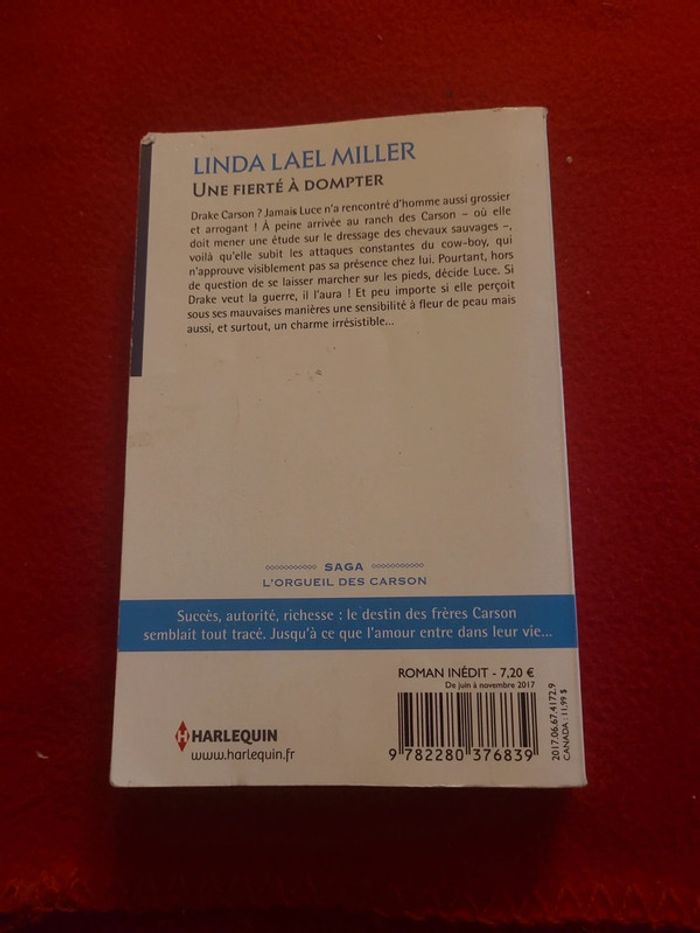 LINDA LAEL MILLER
UNE FIERTÉ À DOMPTER
Drake Carson ? Jamais Luce n'a rencontré d'homme aussi grossier
et arrogant ! À peine arrivée au ranch des Carson – où elle
doit mener une étude sur le dressage des chevaux sauvages –,
voilà qu'elle subit les attaques constantes du cow-boy, qui
n'approuve visiblement pas sa présence chez lui. Pourtant, hors
de question de se laisser marcher sur les pieds, décide Luce. Si
Drake veut la guerre, il l'aura ! Et peu importe si elle perçoit
sous ses mauvaises manières une sensibilité à fleur de peau mais
aussi, et surtout, un charme irrésistible...
SAGA
L'ORGUEIL DES CARSON
Succès, autorité, richesse : le destin des frères Carson
semblait tout tracé. Jusqu'à ce que l'amour entre dans leur vie...
ROMAN INÉDIT - 7,20 €
De juin à novembre 2017
HARLEQUIN
www.harlequin.fr
9 782280 376839
2017.06.67.4172.9
CANADA : 11,99 $